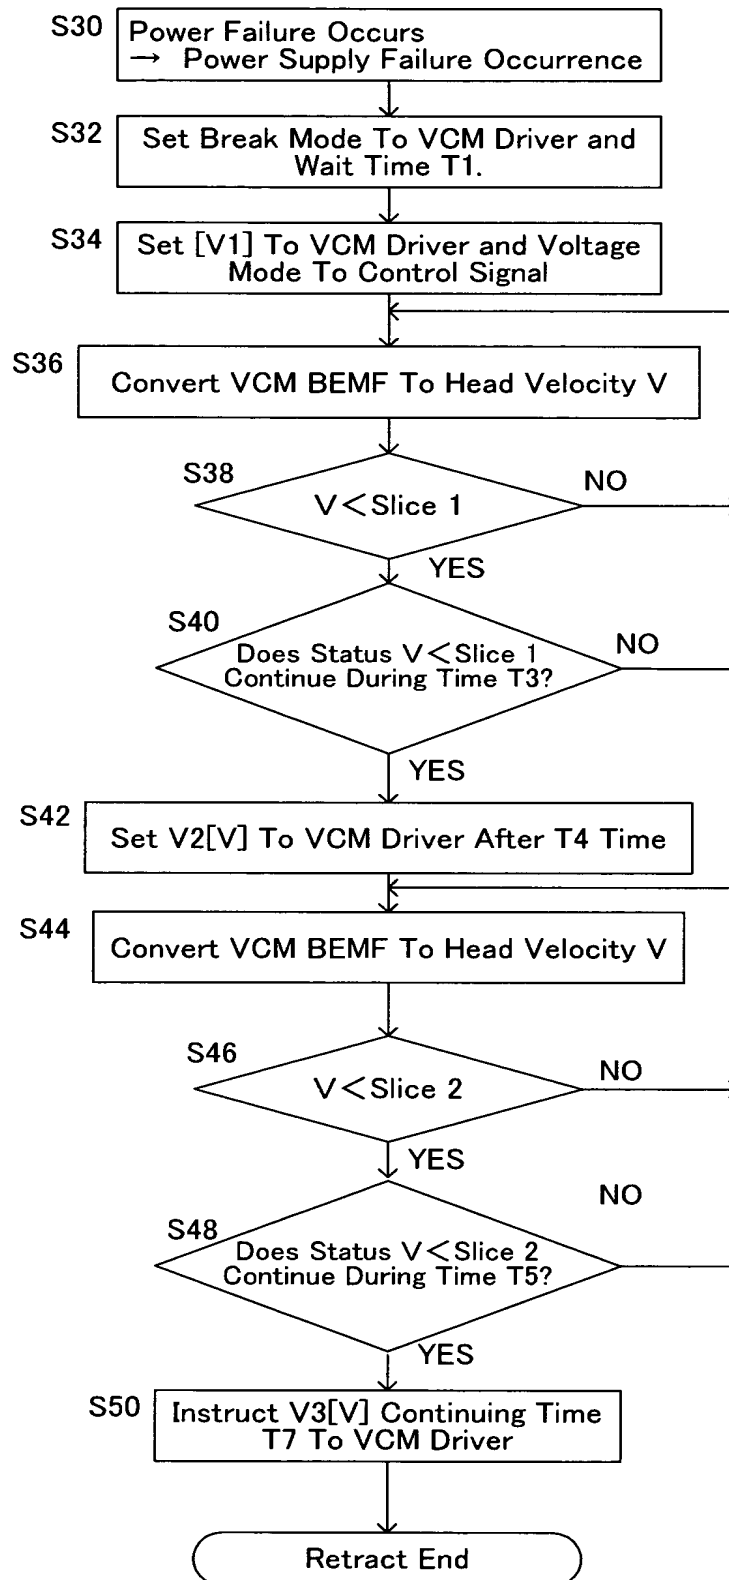 S30
Power Failure Occurs
→ Power Supply Failure Occurrence
S32
Set Break Mode To VCM Driver and
Wait Time T1.
S34
Set [V1] To VCM Driver and Voltage
Mode To Control Signal
S36
Convert VCM BEMF To Head Velocity V
S38
NO
V<Slice 1
YES
S40
NO
Does Status V<Slice 1
Continue During Time T3?
YES
S42
Set V2[V] To VCM Driver After T4 Time
S44
Convert VCM BEMF To Head Velocity V
S46
NO
V<Slice 2
YES
NO
S48
Does Status V<Slice 2
Continue During Time T5?
YES
S50
Instruct V3[V] Continuing Time
T7 To VCM Driver
Retract End